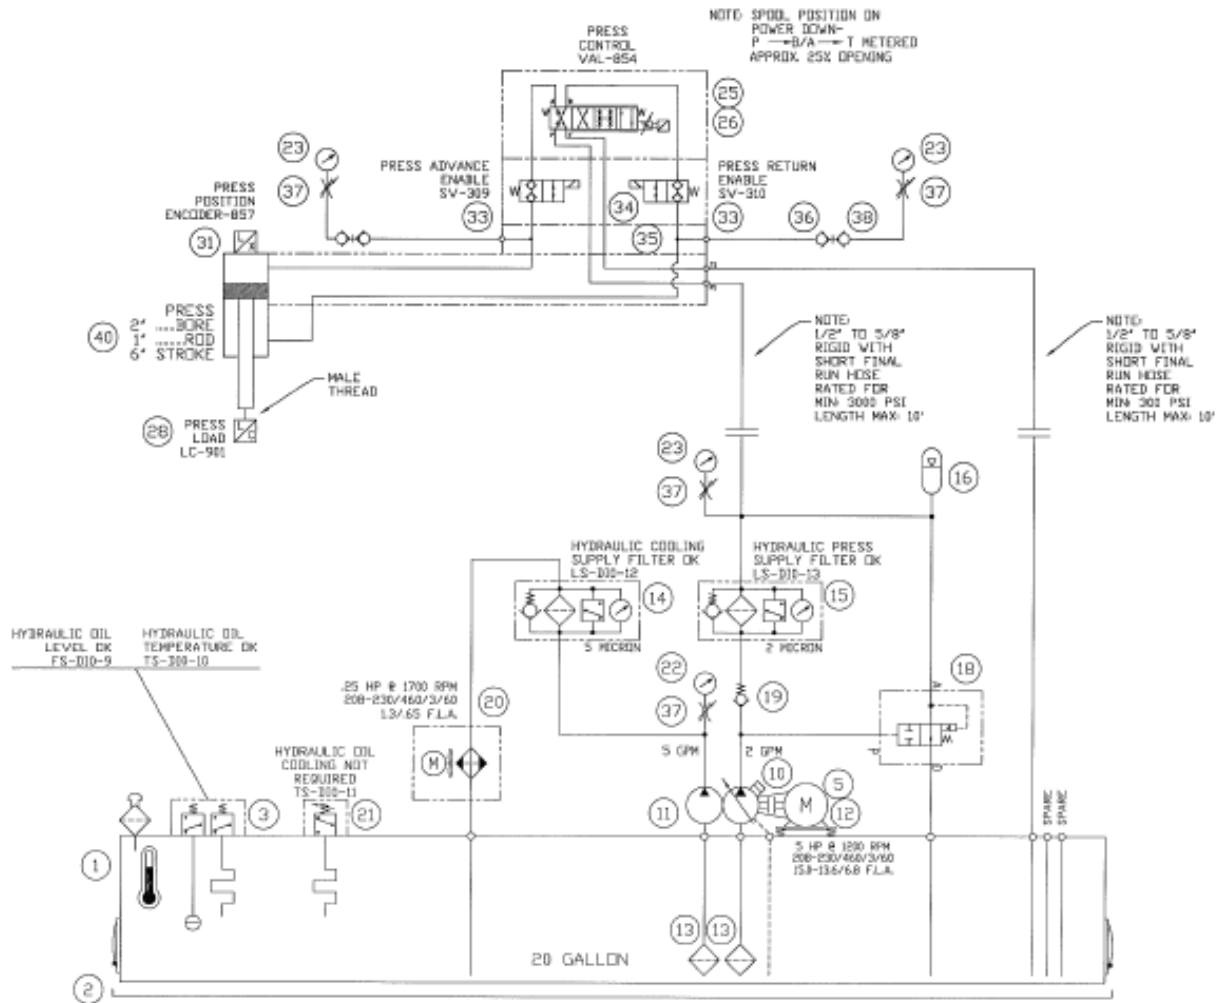 NOTE: SPOOL POSITION ON
POWER DOWN-
P → B/A → T METERED
APPROX. 25% OPENING
PRESS
CONTROL
VAL-854
25
26
23
37
PRESS ADVANCE
ENABLE
SV-309
33
34
PRESS RETURN
ENABLE
SV-310
33
35
36
38
23
37
PRESS
POSITION
ENCODER-857
31
PRESS
2" ....BORE
1" ....ROD
6" STROKE
40
MALE
THREAD
28
PRESS
LOAD
LC-901
NOTE:
1/2" TO 5/8"
RIGID WITH
SHORT FINAL
RUN HOSE
RATED FOR
MIN: 3000 PSI
LENGTH MAX: 10'
NOTE:
1/2" TO 5/8"
RIGID WITH
SHORT FINAL
RUN HOSE
RATED FOR
MIN: 300 PSI
LENGTH MAX: 10'
23
37
16
HYDRAULIC COOLING
SUPPLY FILTER OK
LS-DIO-12
14
5 MICRON
HYDRAULIC PRESS
SUPPLY FILTER OK
LS-DIO-13
15
2 MICRON
HYDRAULIC OIL
LEVEL OK
FS-DIO-9
HYDRAULIC OIL
TEMPERATURE OK
TS-DIO-10
.25 HP @ 1700 RPM
208-230/460/3/60
1.3/.65 F.L.A.
20
M
22
37
19
18
A
P
5 GPM
2 GPM
HYDRAULIC OIL
COOLING NOT
REQUIRED
TS-DIO-11
3
21
10
11
M
5
12
5 HP @ 1200 RPM
208-230/460/3/60
15.0-13.6/6.8 F.L.A.
SPARE
SPARE
1
13
13
20 GALLON
2